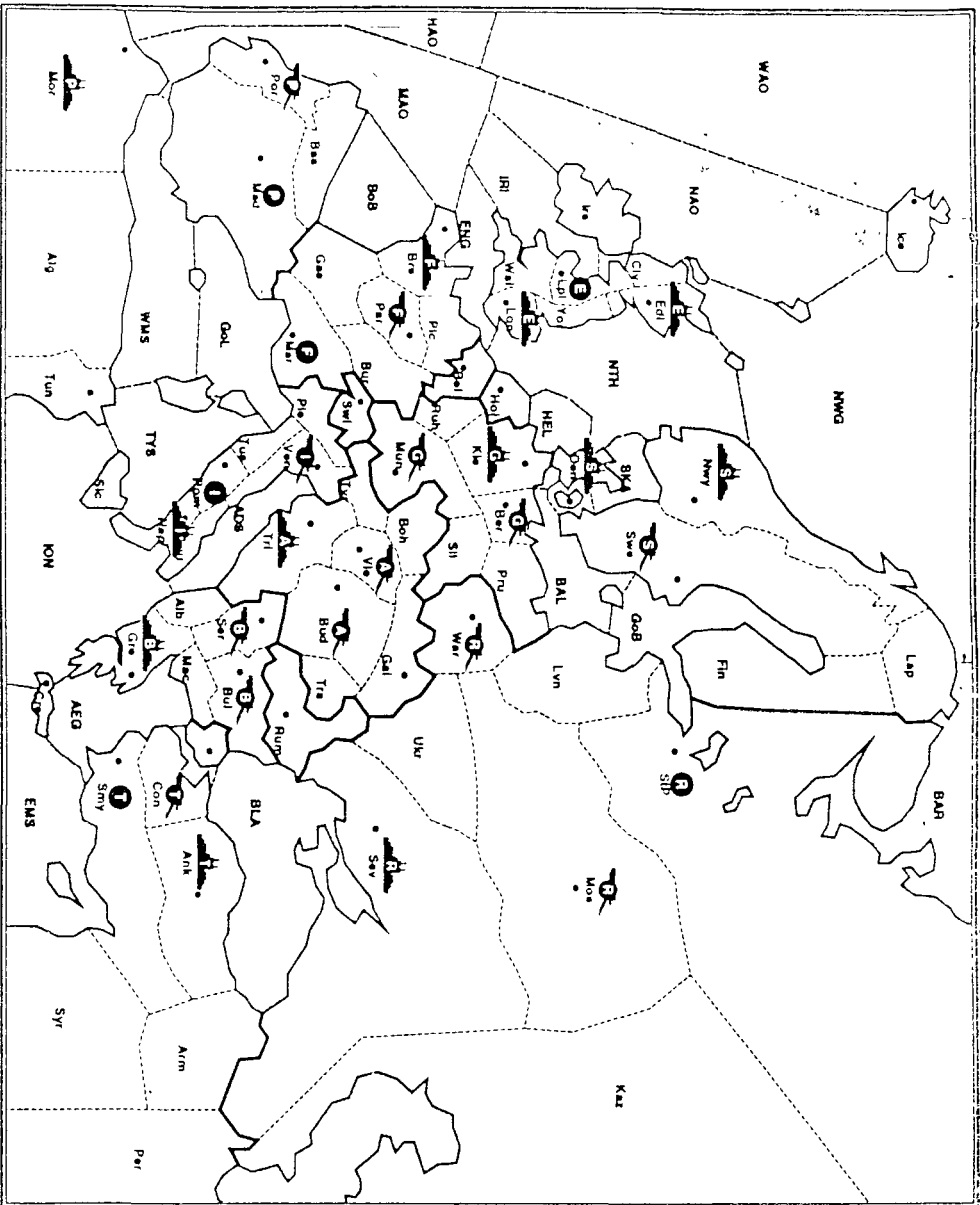 WAO
HAO
NAO
Ice
MAO
IRI
Ire
NWG
Cly
Edi
E
Lpl
E
Yo
Wal
Lon
E
ENG
NTH
BoB
Por
Bas
Mad
P
Mor
P
Bre
F
Par
F
Pic
Gas
Bur
Mar
F
Bel
Hol
Ruh
HEL
Kie
G
Mun
G
Ber
G
Den
S
SKA
Nwy
S
Swe
S
Lap
BAR
Fin
GoB
BAL
Lvn
Pru
Sil
War
R
StP
R
Mos
R
Sev
R
Ukr
Kaz
Swi
Pie
Ven
I
Tus
Rom
I
Nap
I
ADS
Tri
A
Boh
Vie
A
Bud
A
Gal
Tra
Rum
Ser
B
Bul
B
Alb
Mac
Gre
B
Cre
AEG
BLA
Con
T
Smy
T
Ank
Arm
Syr
Per
EMS
ION
Sic
TYS
GoL
WMS
Alg
Tun